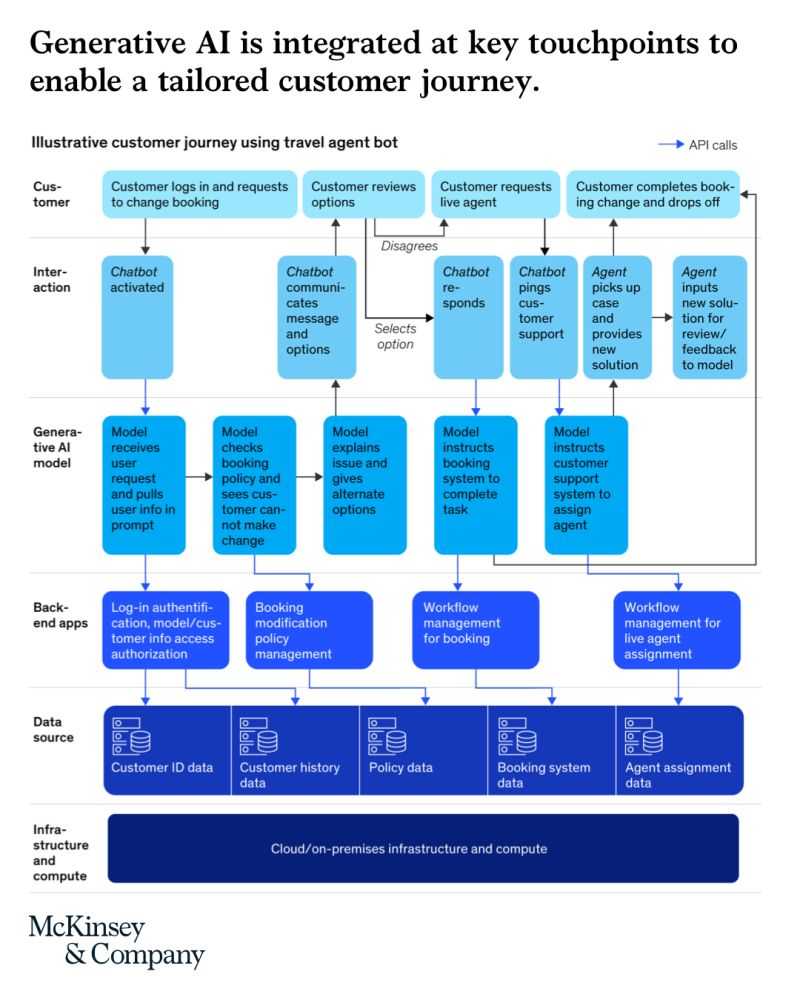 Generative AI is integrated at key touchpoints to
enable a tailored customer journey.
Illustrative customer journey using travel agent bot
API calls
Cus-
tomer
Customer logs in and requests
to change booking
Customer reviews
options
Customer requests
live agent
Customer completes book-
ing change and drops off
Disagrees
Inter-
action
Chatbot
activated
Chatbot
communi-
cates
message
and
options
Selects
option
Chatbot
re-
sponds
Chatbot
pings
cus-
tomer
support
Agent
picks up
case
and
provides
new
solution
Agent
inputs
new solu-
tion for
review/
feedback
to model
Genera-
tive AI
model
Model
receives
user
request
and pulls
user info in
prompt
Model
checks
booking
policy and
sees cus-
tomer can-
not make
change
Model
explains
issue and
gives
alternate
options
Model
instructs
booking
system to
complete
task
Model
instructs
customer
support
system to
assign
agent
Back-
end apps
Log-in authentifi-
cation, model/cus-
tomer info access
authorization
Booking
modification
policy
management
Workflow
management
for booking
Workflow
management for
live agent
assignment
Data
source
Customer ID data
Customer history
data
Policy data
Booking system
data
Agent assignment
data
Infra-
structure
and
compute
Cloud/on-premises infrastructure and compute
McKinsey
& Company